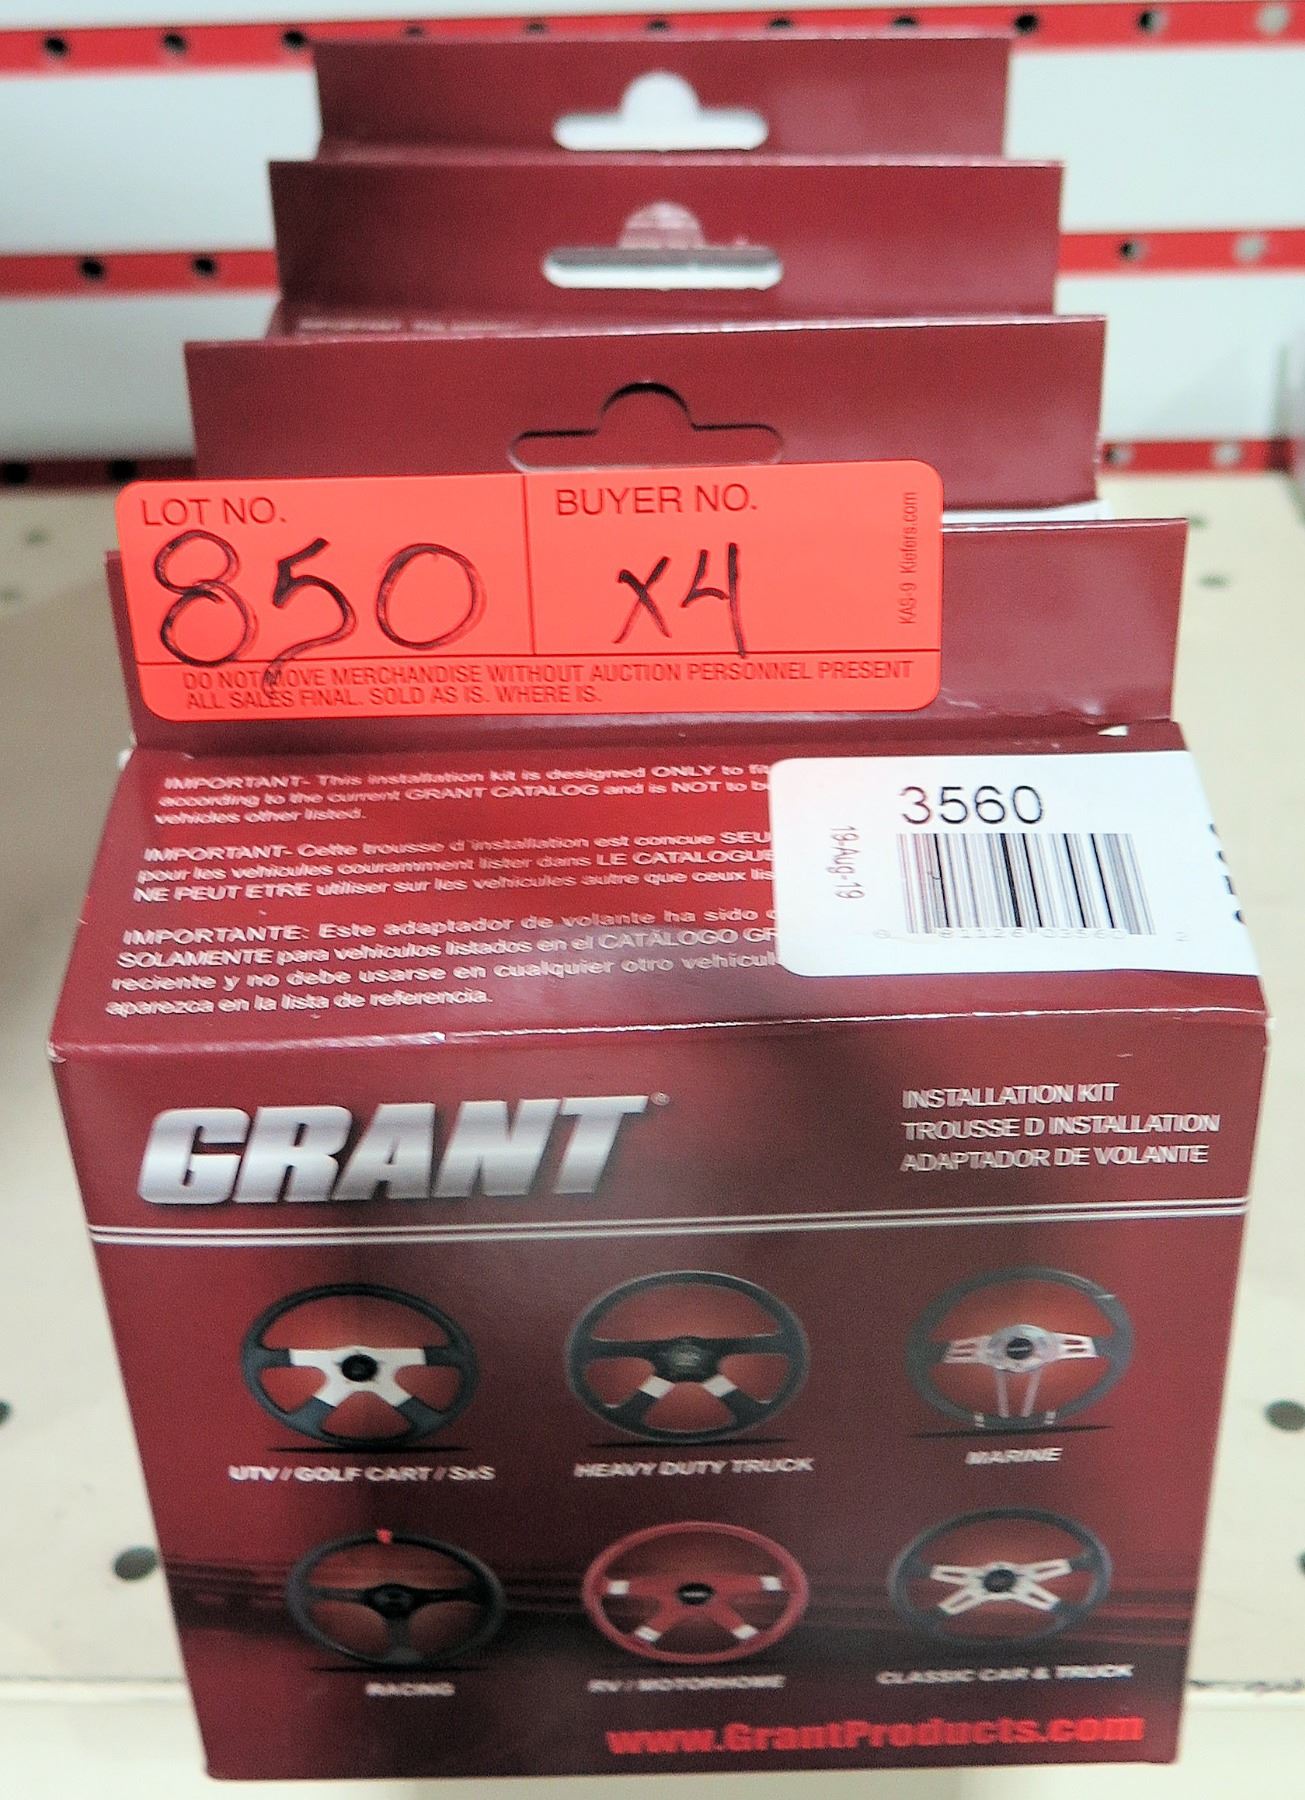 LOT NO.
850
BUYER NO.
x4
KAS-9 Kiefers.com
DO NOT MOVE MERCHANDISE WITHOUT AUCTION PERSONNEL PRESENT
ALL SALES FINAL. SOLD AS IS. WHERE IS.
IMPORTANT- This installation kit is designed ONLY to fit
according to the current GRANT CATALOG and is NOT to b
vehicles other listed.
IMPORTANT- Cette trousse d'installation est concue SEU
pour les vehicules couramment lister dans LE CATALOGUE
NE PEUT ETRE utiliser sur les vehicules autre que ceux lis
IMPORTANTE: Este adaptador de volante ha sido
SOLAMENTE para vehículos listados en el CATÁLOGO GR
reciente y no debe usarse en cualquier otro vehícul
aparezca en la lista de referencia.
3560
19-Aug-19
GRANT®
INSTALLATION KIT
TROUSSE D INSTALLATION
ADAPTADOR DE VOLANTE
UTV / GOLF CART / SxS
HEAVY DUTY TRUCK
MARINE
RACING
RV / MOTORHOME
CLASSIC CAR & TRUCK
www.GrantProducts.com